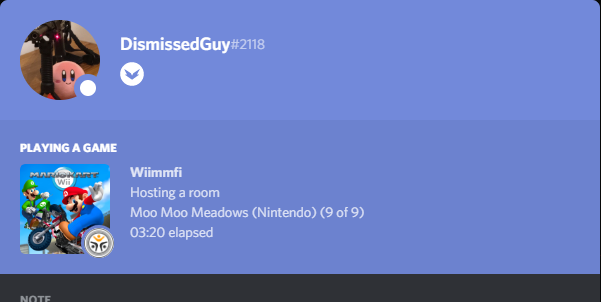 DismissedGuy#2118
PLAYING A GAME
MARIOKART
Wii
Wiimmfi
Hosting a room
Moo Moo Meadows (Nintendo) (9 of 9)
03:20 elapsed
NOTE